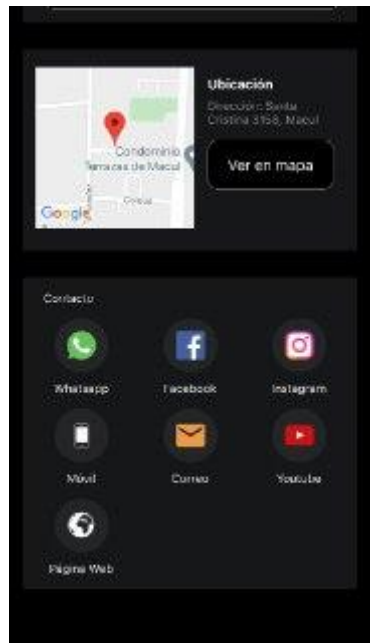 Ubicación
Dirección: Santa
Cristina 3158, Macul
Ver en mapa
Condominio
Terrazas de Macul
Google
Contacto
Whatsapp
Facebook
Instagram
Móvil
Correo
Youtube
Página Web